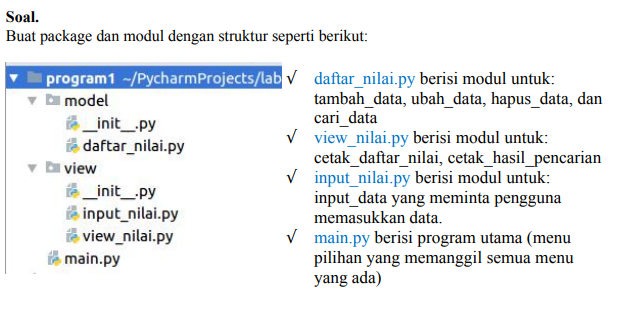 Soal.
Buat package dan modul dengan struktur seperti berikut:
program1 ~/PycharmProjects/lab
model
__init__.py
daftar_nilai.py
view
__init__.py
input_nilai.py
view_nilai.py
main.py
√ daftar_nilai.py berisi modul untuk:
tambah_data, ubah_data, hapus_data, dan
cari_data
√ view_nilai.py berisi modul untuk:
cetak_daftar_nilai, cetak_hasil_pencarian
√ input_nilai.py berisi modul untuk:
input_data yang meminta pengguna
memasukkan data.
√ main.py berisi program utama (menu
pilihan yang memanggil semua menu
yang ada)